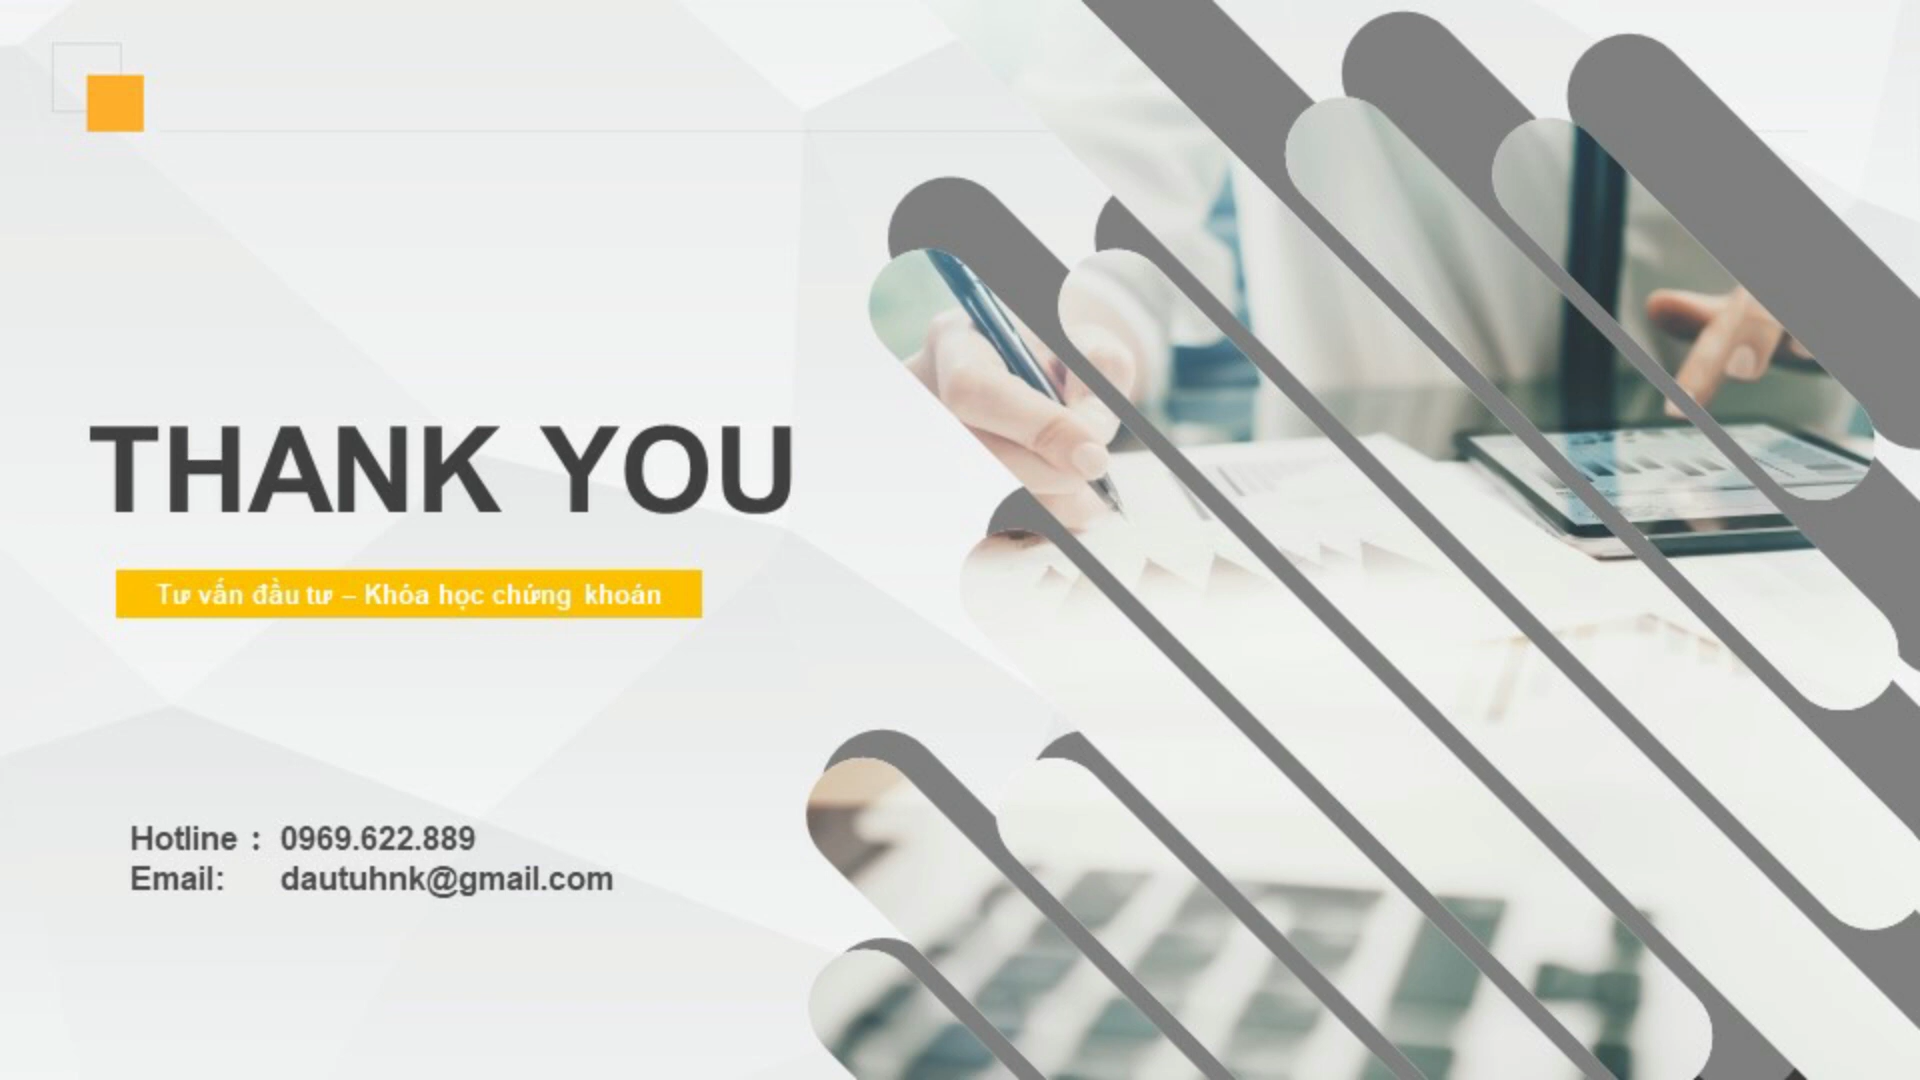 THANK YOU
Tư vấn đầu tư – Khóa học chứng khoán
Hotline : 0969.622.889
Email: dautuhnk@gmail.com